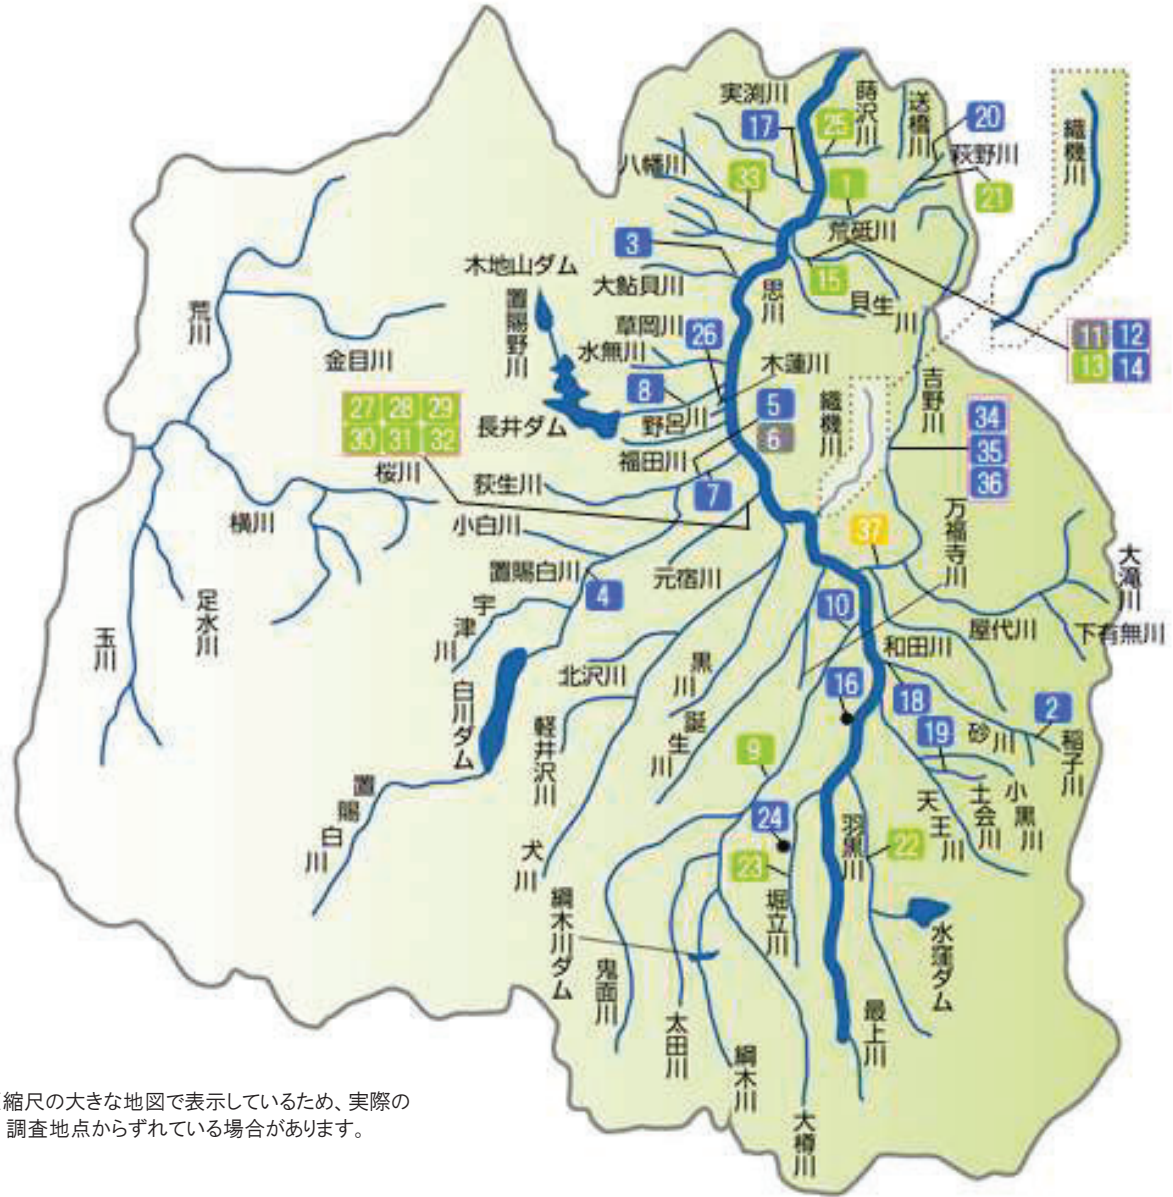 実渕川
蒔沢川
送橋川
20
17
25
萩野川
織機川
八幡川
33
1
21
荒砥川
3
木地山ダム
大鮎貝川
思川
15
貝生川
荒川
置賜野川
草岡川
26
11 12
13 14
水無川
木蓮川
金目川
吉野川
8
5
織機川
27 28 29
30 31 32
長井ダム
野呂川
6
34
35
36
桜川
福田川
荻生川
7
万福寺川
横川
小白川
37
大滝川
置賜白川
元宿川
4
10
足水川
宇津川
屋代川
下有無川
玉川
和田川
北沢川
黒川
16
18
2
白川ダム
軽井沢川
誕生川
19
砂川
稲子川
9
置賜白川
天王川
士会川
小黒川
24
羽黒川
22
犬川
23
堀立川
綱木川ダム
水窪ダム
鬼面川
太田川
最上川
綱木川
大樽川
縮尺の大きな地図で表示しているため、実際の
調査地点からずれている場合があります。